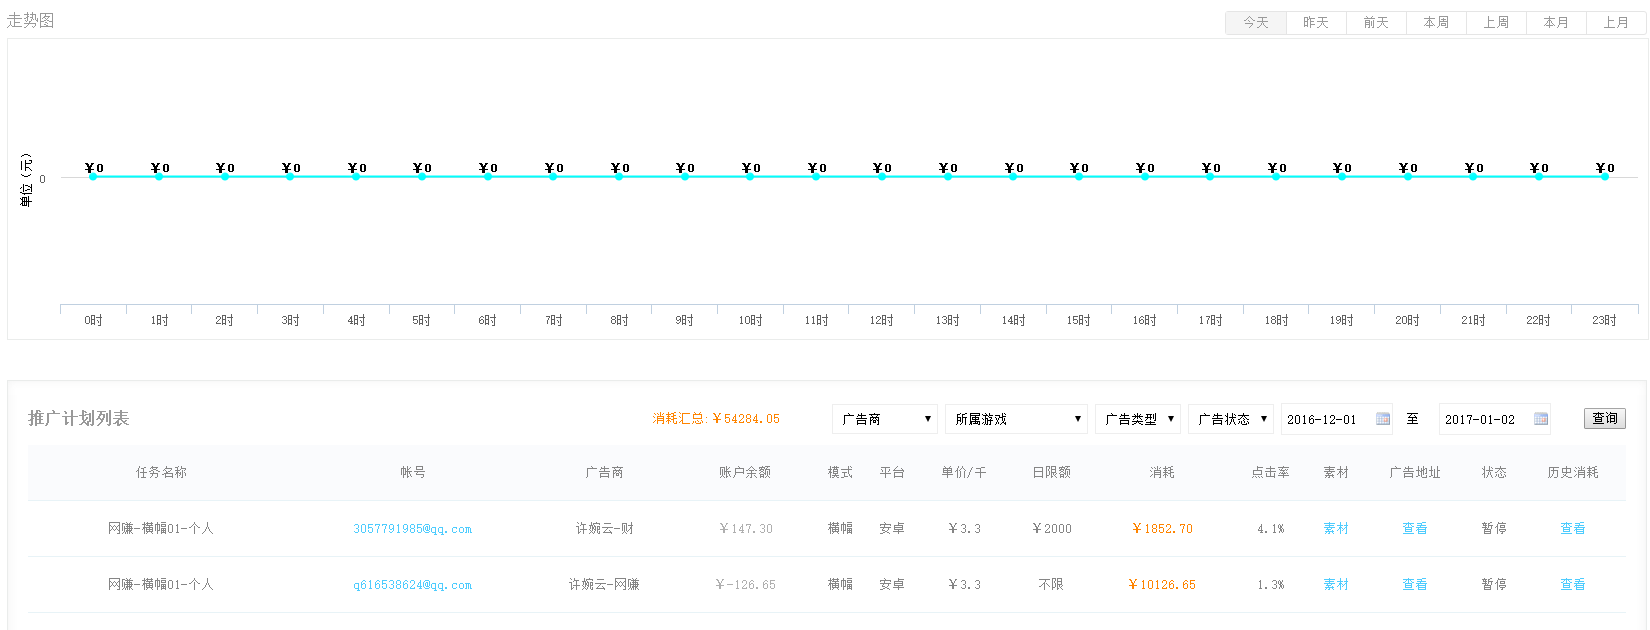 走势图
今天 昨天 前天 本周 上周 本月 上月
单位（元）
¥0 ¥0 ¥0 ¥0 ¥0 ¥0 ¥0 ¥0 ¥0 ¥0 ¥0 ¥0 ¥0 ¥0 ¥0 ¥0 ¥0 ¥0 ¥0 ¥0 ¥0 ¥0 ¥0 ¥0
0
0时 1时 2时 3时 4时 5时 6时 7时 8时 9时 10时 11时 12时 13时 14时 15时 16时 17时 18时 19时 20时 21时 22时 23时
推广计划列表 消耗汇总:¥54284.05 广告商 所属游戏 广告类型 广告状态 2016-12-01 至 2017-01-02 查询
任务名称 帐号 广告商 账户余额 模式 平台 单价/千 日限额 消耗 点击率 素材 广告地址 状态 历史消耗
网赚-横幅01-个人 3057791985@qq.com 许婉云-财 ¥147.30 横幅 安卓 ¥3.3 ¥2000 ¥1852.70 4.1% 素材 查看 暂停 查看
网赚-横幅01-个人 q616538624@qq.com 许婉云-网赚 ¥-126.65 横幅 安卓 ¥3.3 不限 ¥10126.65 1.3% 素材 查看 暂停 查看